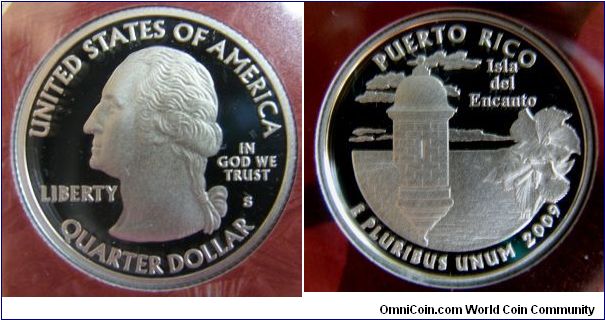 UNITED STATES OF AMERICA
LIBERTY
IN
GOD WE
TRUST
S
QUARTER DOLLAR
PUERTO RICO
Isla
del
Encanto
E PLURIBUS UNUM 2009
OmniCoin.com World Coin Community